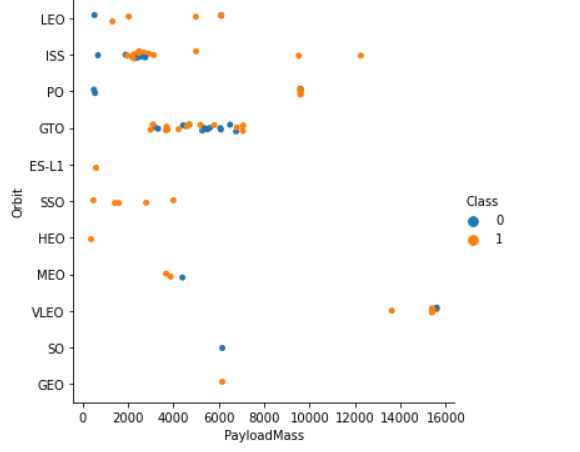 LEO
ISS
PO
GTO
ES-L1
SSO
HEO
MEO
VLEO
SO
GEO
Orbit
0 2000 4000 6000 8000 10000 12000 14000 16000
PayloadMass
Class
0
1